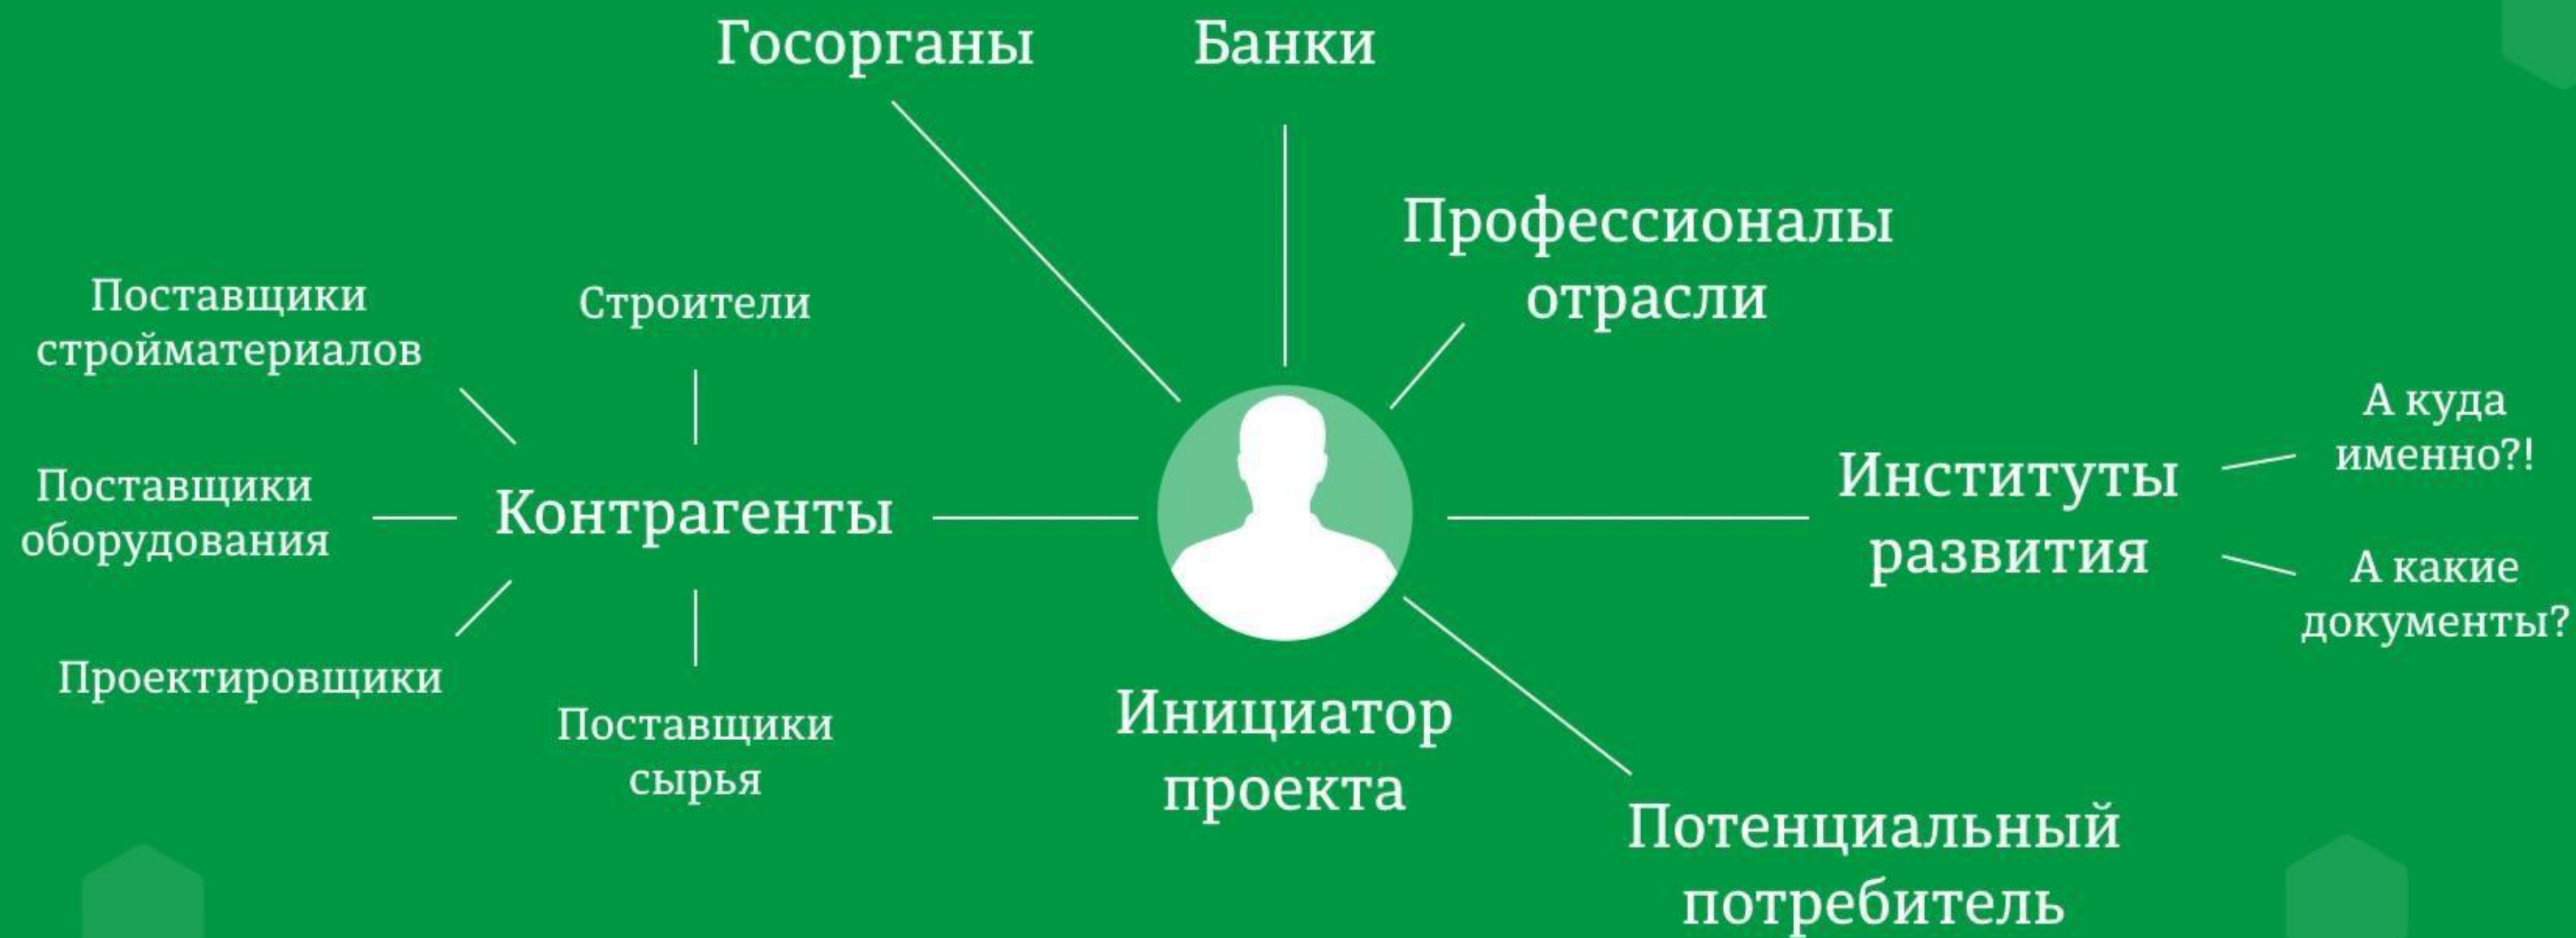 Госорганы
Банки
Профессионалы
отрасли
Поставщики
стройматериалов
Строители
Поставщики
оборудования
Контрагенты
Проектировщики
Поставщики
сырья
Инициатор
проекта
Институты
развития
А куда
именно?!
А какие
документы?
Потенциальный
потребитель